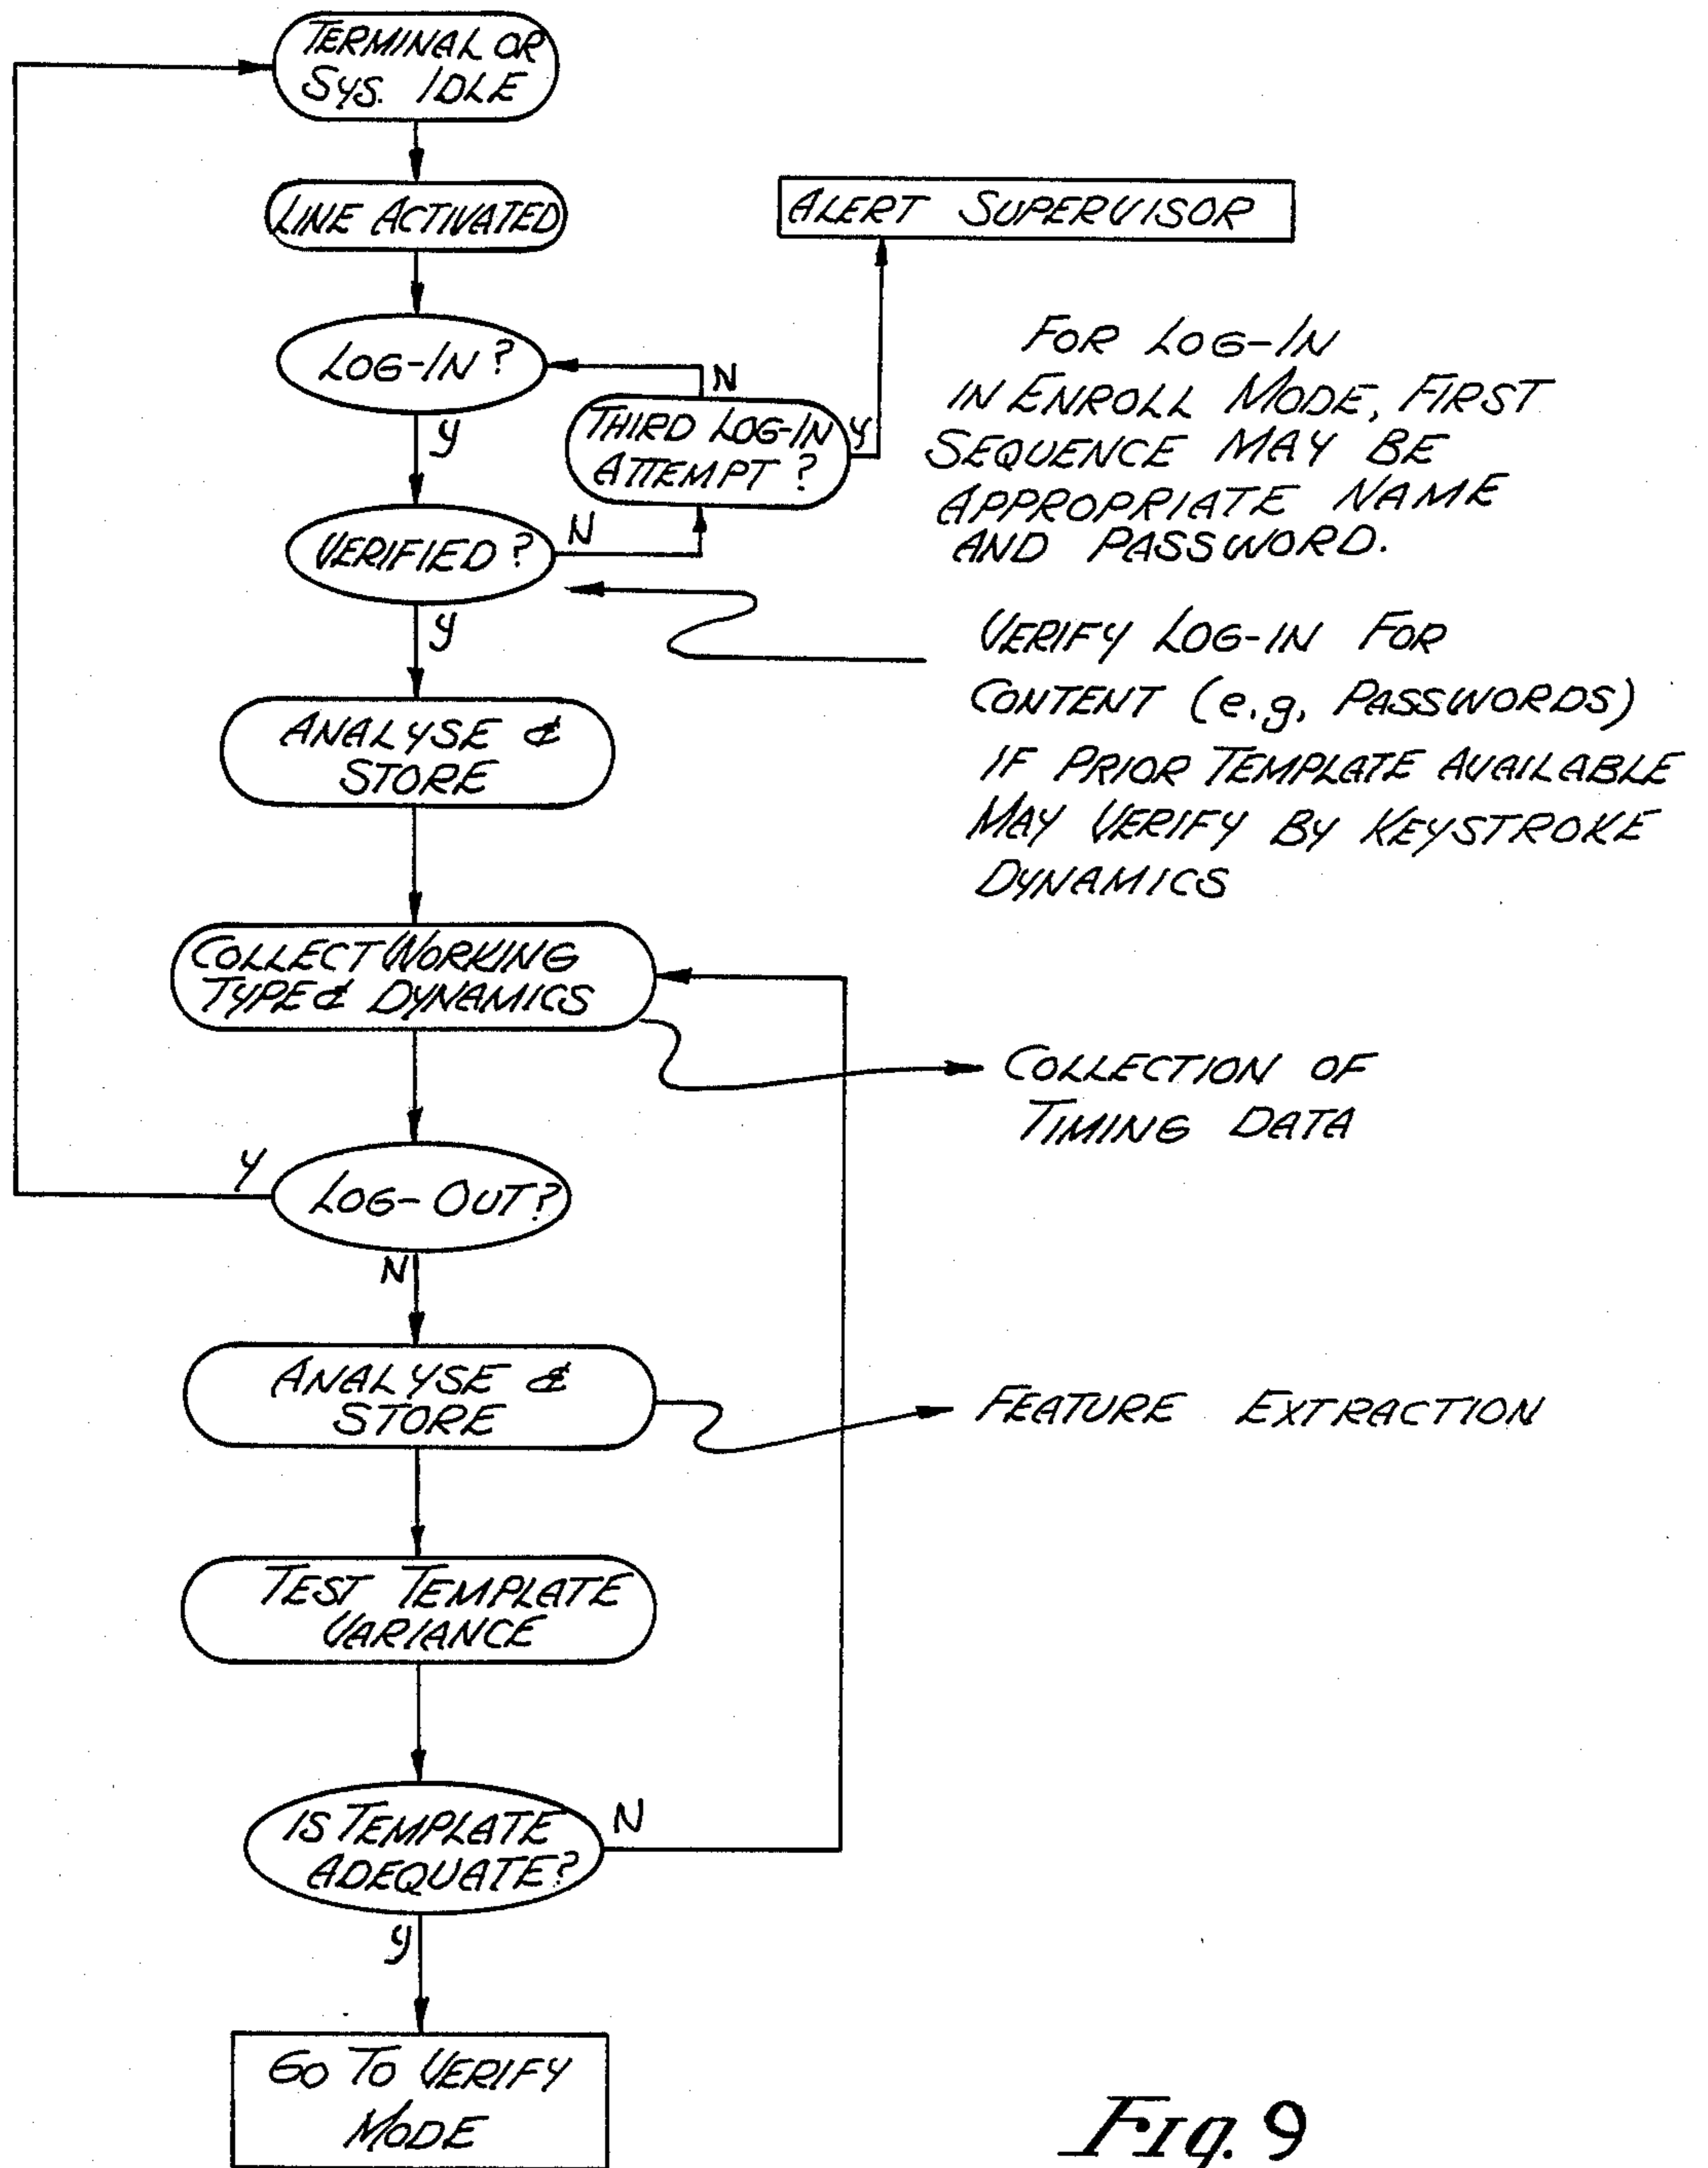 TERMINAL OR
SYS. IDLE
LINE ACTIVATED
ALERT SUPERVISOR
LOG-IN?
N
THIRD LOG-IN
ATTEMPT?
Y
Y
FOR LOG-IN
IN ENROLL MODE, FIRST
SEQUENCE MAY BE
APPROPRIATE NAME
AND PASSWORD.
VERIFIED?
N
Y
VERIFY LOG-IN FOR
CONTENT (e.g, PASSWORDS)
IF PRIOR TEMPLATE AVAILABLE
MAY VERIFY BY KEYSTROKE
DYNAMICS
ANALYSE &
STORE
COLLECT WORKING
TYPE & DYNAMICS
COLLECTION OF
TIMING DATA
Y
LOG-OUT?
N
ANALYSE &
STORE
FEATURE EXTRACTION
TEST TEMPLATE
VARIANCE
IS TEMPLATE
ADEQUATE?
N
Y
GO TO VERIFY
MODE
FIG. 9